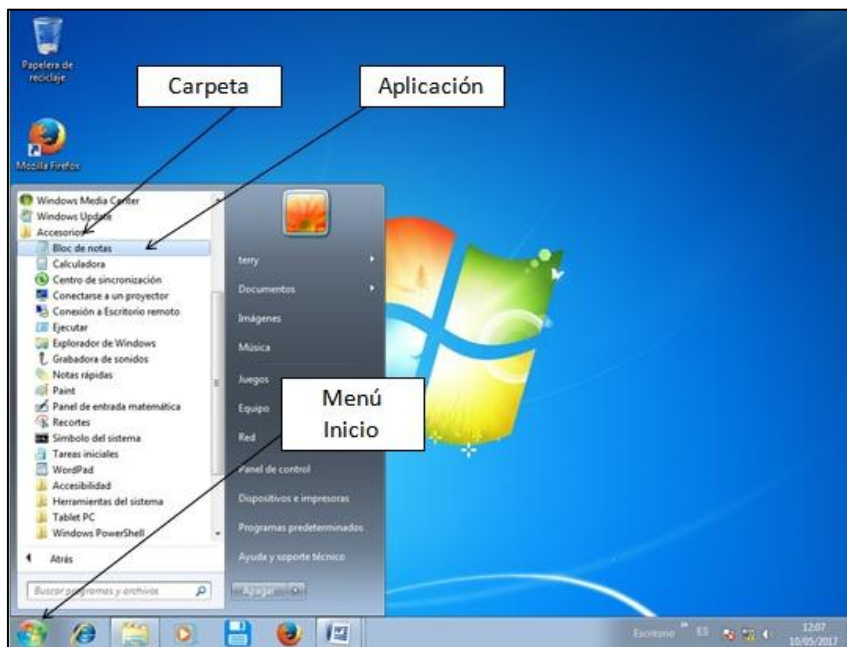 Papelera de
reciclaje
Carpeta
Aplicación
Mozilla Firefox
Windows Media Center
Windows Update
Accesorios
Bloc de notas
Calculadora
Centro de sincronización
Conectarse a un proyector
Conexión a Escritorio remoto
Ejecutar
Explorador de Windows
Grabadora de sonidos
Notas rápidas
Paint
Panel de entrada matemática
Recortes
Símbolo del sistema
Tareas iniciales
WordPad
Accesibilidad
Herramientas del sistema
Tablet PC
Windows PowerShell
Atrás
Buscar programas y archivos
terry
Documentos
Imágenes
Música
Juegos
Equipo
Red
Panel de control
Dispositivos e impresoras
Programas predeterminados
Ayuda y soporte técnico
Apagar
Menú
Inicio
Escritorio
ES
12:07
10/05/2017